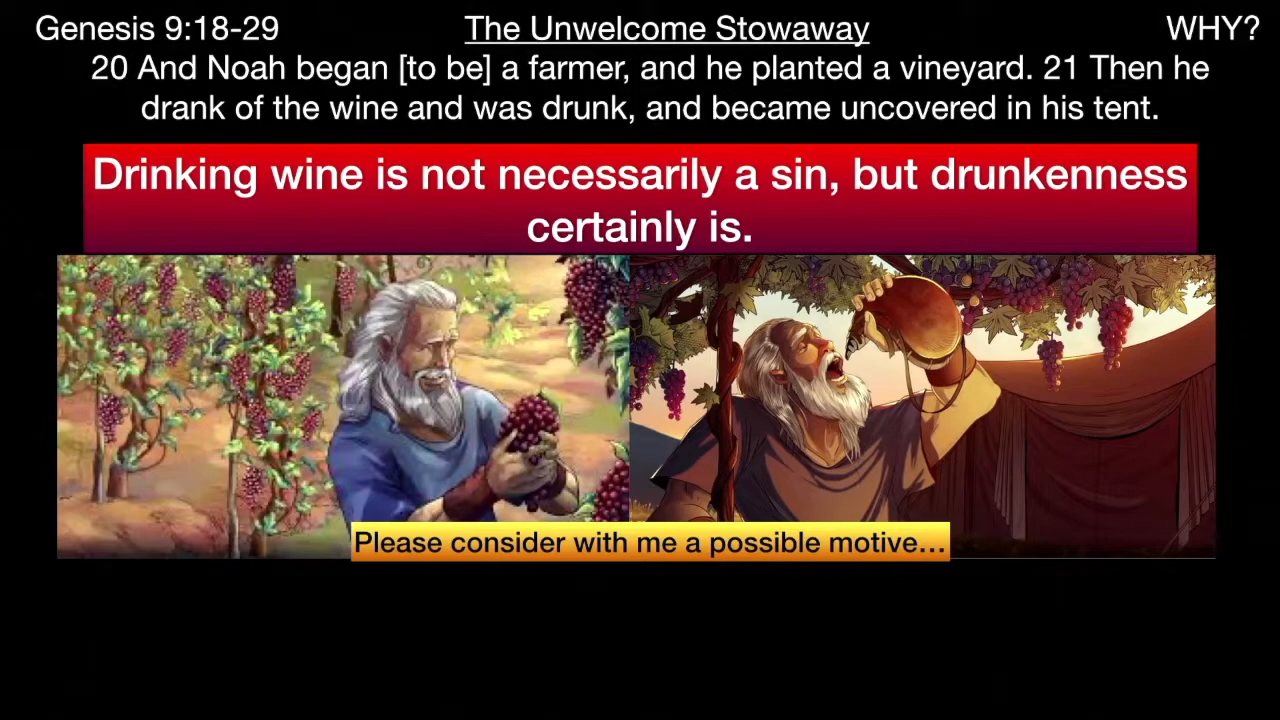 Genesis 9:18-29
The Unwelcome Stowaway
WHY?
20 And Noah began [to be] a farmer, and he planted a vineyard. 21 Then he
drank of the wine and was drunk, and became uncovered in his tent.
Drinking wine is not necessarily a sin, but drunkenness
certainly is.
Please consider with me a possible motive...